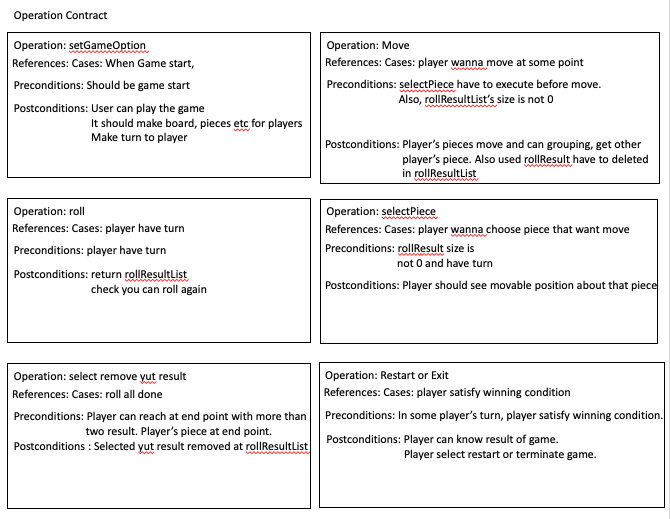 Operation Contract
Operation: setGameOption
References: Cases: When Game start,
Preconditions: Should be game start
Postconditions: User can play the game
It should make board, pieces etc for players
Make turn to player
Operation: Move
References: Cases: player wanna move at some point
Preconditions: selectPiece have to execute before move.
Also, rollResultList's size is not 0
Postconditions: Player's pieces move and can grouping, get other
player's piece. Also used rollResult have to deleted
in rollResultList
Operation: roll
References: Cases: player have turn
Preconditions: player have turn
Postconditions: return rollResultList
check you can roll again
Operation: selectPiece
References: Cases: player wanna choose piece that want move
Preconditions: rollResult size is
not 0 and have turn
Postconditions: Player should see movable position about that piece
Operation: select remove yut result
References: Cases: roll all done
Preconditions: Player can reach at end point with more than
two result. Player's piece at end point.
Postconditions : Selected yut result removed at rollResultList
Operation: Restart or Exit
References: Cases: player satisfy winning condition
Preconditions: In some player's turn, player satisfy winning condition.
Postconditions: Player can know result of game.
Player select restart or terminate game.